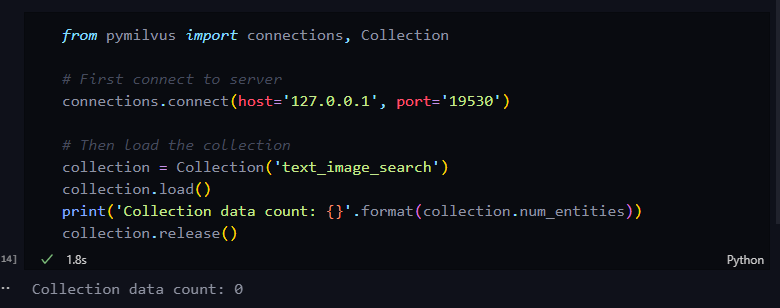 from pymilvus import connections, Collection
# First connect to server
connections.connect(host='127.0.0.1', port='19530')
# Then load the collection
collection = Collection('text_image_search')
collection.load()
print('Collection data count: {}'.format(collection.num_entities))
collection.release()
14] ✓ 1.8s Python
·· Collection data count: 0